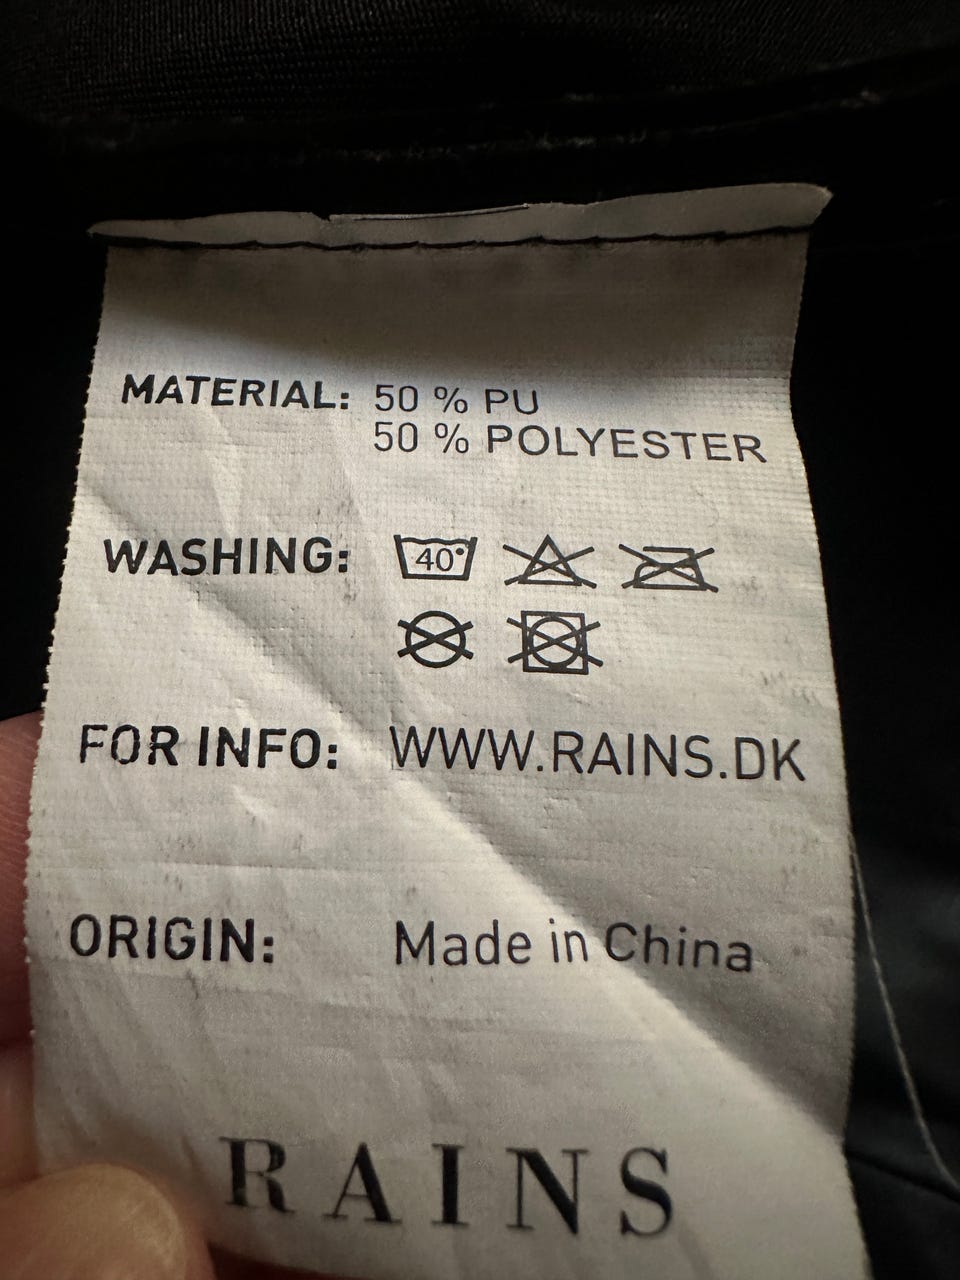 MATERIAL: 50 % PU
50 % POLYESTER
WASHING: 40°
FOR INFO: WWW.RAINS.DK
ORIGIN: Made in China
RAINS